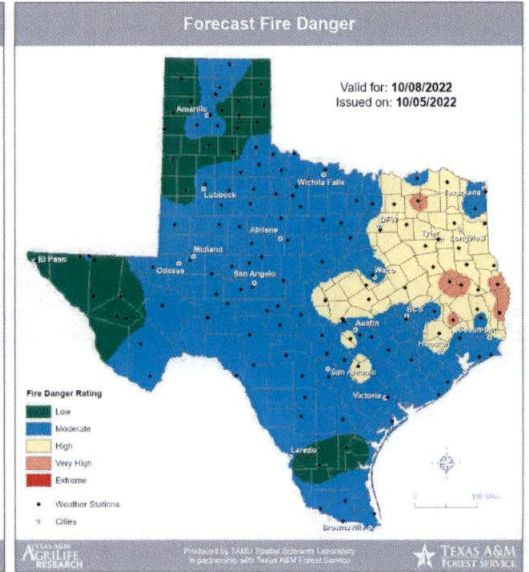 Forecast Fire Danger
Valid for: 10/08/2022
Issued on: 10/05/2022
Amarillo
Lubbock
Wichita Falls
Texarkana
DFW
Tyler
Longview
Abilene
Midland
Odessa
El Paso
San Angelo
Waco
BCS
Austin
Beaumont
Houston
San Antonio
Victoria
Laredo
Brownsville
Fire Danger Rating
Low
Moderate
High
Very High
Extreme
Weather Stations
Cities
0
100 Miles
TEXAS A&M
AGRILIFE
RESEARCH
Produced by TAMU Spatial Sciences Laboratory
in partnership with Texas A&M Forest Service
TEXAS A&M
FOREST SERVICE